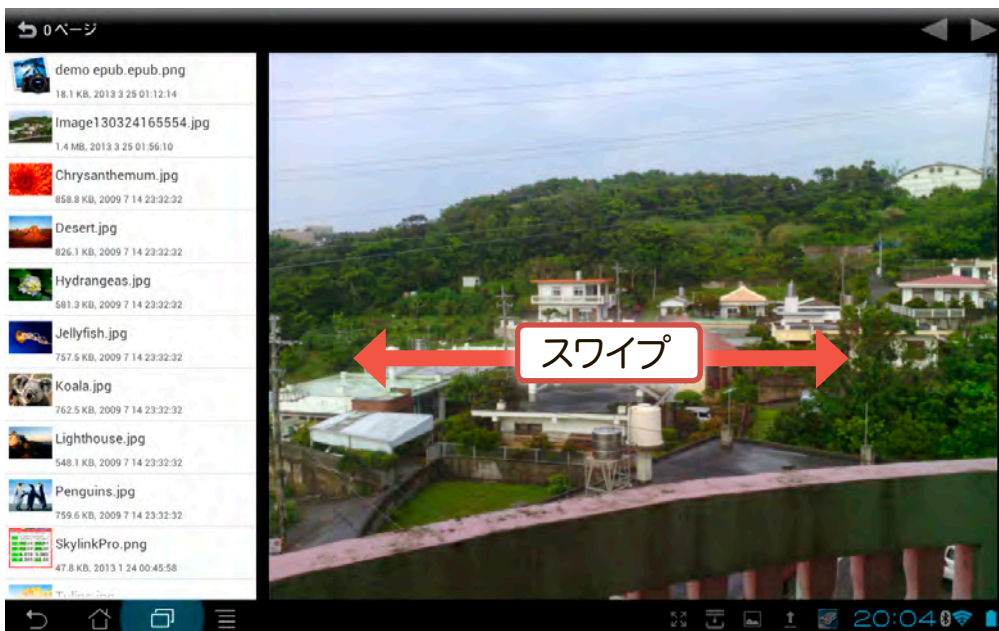 0ページ
demo epub.epub.png
18.1 KB, 2013 3 25 01:12:14
Image130324165554.jpg
1.4 MB, 2013 3 25 01:56:10
Chrysanthemum.jpg
858.8 KB, 2009 7 14 23:32:32
Desert.jpg
826.1 KB, 2009 7 14 23:32:32
Hydrangeas.jpg
581.3 KB, 2009 7 14 23:32:32
Jellyfish.jpg
757.5 KB, 2009 7 14 23:32:32
Koala.jpg
762.5 KB, 2009 7 14 23:32:32
Lighthouse.jpg
548.1 KB, 2009 7 14 23:32:32
Penguins.jpg
759.6 KB, 2009 7 14 23:32:32
SkylinkPro.png
47.8 KB, 2013 1 24 00:45:58
スワイプ
20:04